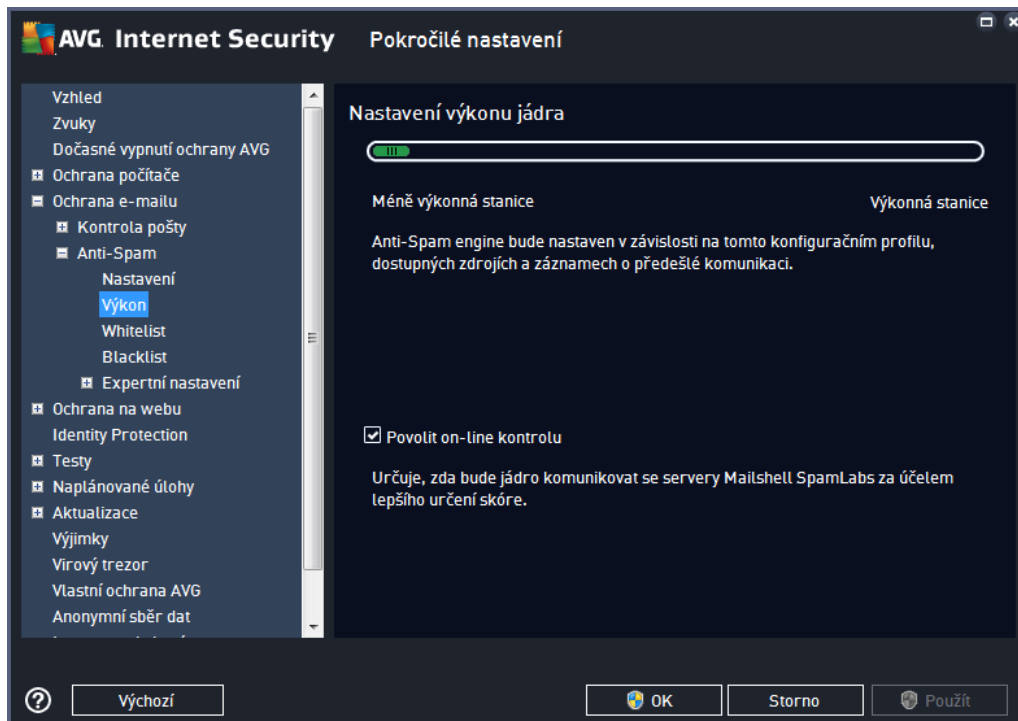 AVG. Internet Security Pokročilé nastavení
Vzhled
Zvuky
Dočasné vypnutí ochrany AVG
Ochrana počítače
Ochrana e-mailu
Kontrola pošty
Anti-Spam
Nastavení
Výkon
Whitelist
Blacklist
Expertní nastavení
Ochrana na webu
Identity Protection
Testy
Naplánované úlohy
Aktualizace
Výjimky
Virový trezor
Vlastní ochrana AVG
Anonymní sběr dat
Nastavení výkonu jádra
Méně výkonná stanice Výkonná stanice
Anti-Spam engine bude nastaven v závislosti na tomto konfiguračním profilu,
dostupných zdrojích a záznamech o předešlé komunikaci.
Povolit on-line kontrolu
Určuje, zda bude jádro komunikovat se servery Mailshell SpamLabs za účelem
lepšího určení skóre.
? Výchozí OK Storno Použít